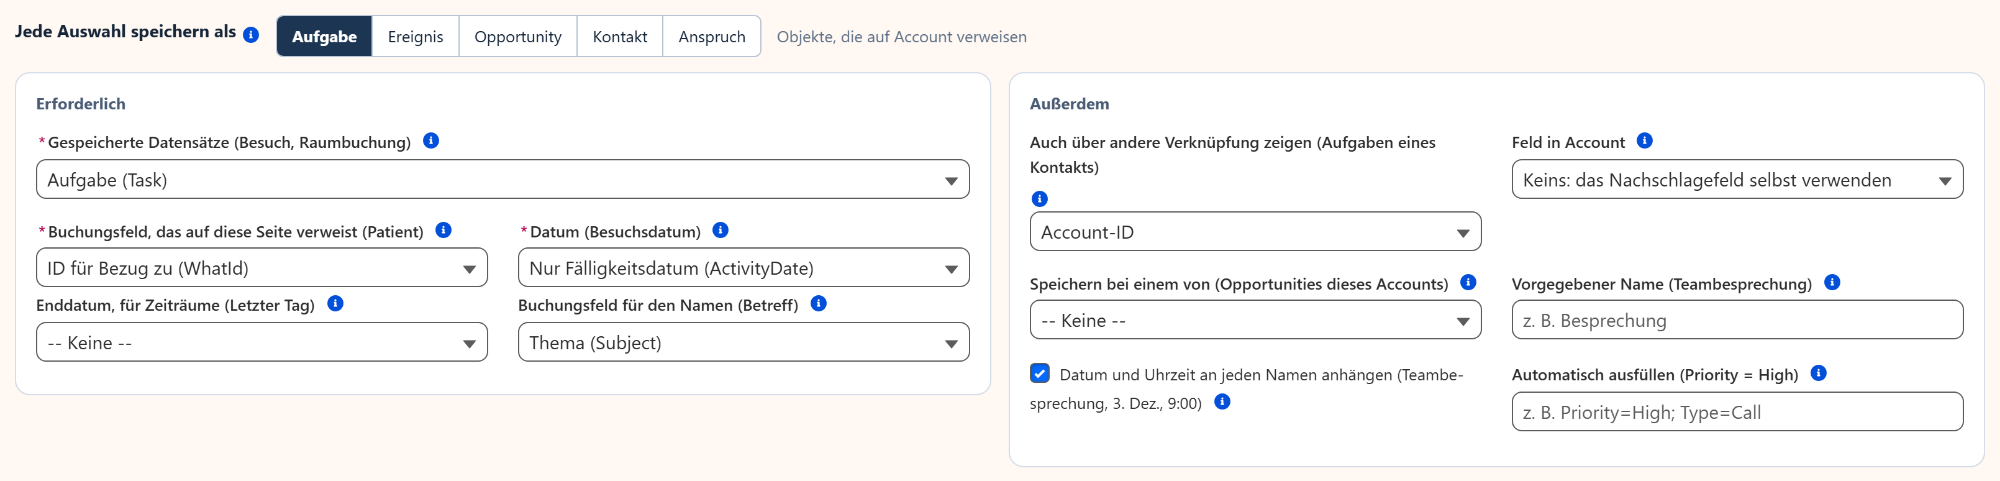 Jede Auswahl speichern als
Aufgabe
Ereignis
Opportunity
Kontakt
Anspruch
Objekte, die auf Account verweisen
Erforderlich
* Gespeicherte Datensätze (Besuch, Raumbuchung)
Aufgabe (Task)
* Buchungsfeld, das auf diese Seite verweist (Patient)
ID für Bezug zu (WhatId)
* Datum (Besuchsdatum)
Nur Fälligkeitsdatum (ActivityDate)
Enddatum, für Zeiträume (Letzter Tag)
-- Keine --
Buchungsfeld für den Namen (Betreff)
Thema (Subject)
Außerdem
Auch über andere Verknüpfung zeigen (Aufgaben eines
Kontakts)
Account-ID
Feld in Account
Keins: das Nachschlagefeld selbst verwenden
Speichern bei einem von (Opportunities dieses Accounts)
-- Keine --
Vorgegebener Name (Teambesprechung)
z. B. Besprechung
Datum und Uhrzeit an jeden Namen anhängen (Teambe-
sprechung, 3. Dez., 9:00)
Automatisch ausfüllen (Priority = High)
z. B. Priority=High; Type=Call